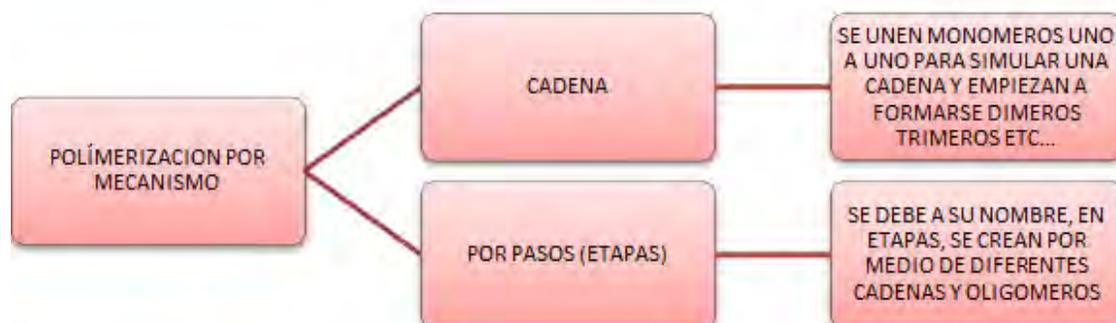 POLÍMERIZACION POR
MECANISMO
CADENA
SE UNEN MONOMEROS UNO
A UNO PARA SIMULAR UNA
CADENA Y EMPIEZAN A
FORMARSE DIMEROS
TRIMEROS ETC...
POR PASOS (ETAPAS)
SE DEBE A SU NOMBRE, EN
ETAPAS, SE CREAN POR
MEDIO DE DIFERENTES
CADENAS Y OLIGOMEROS